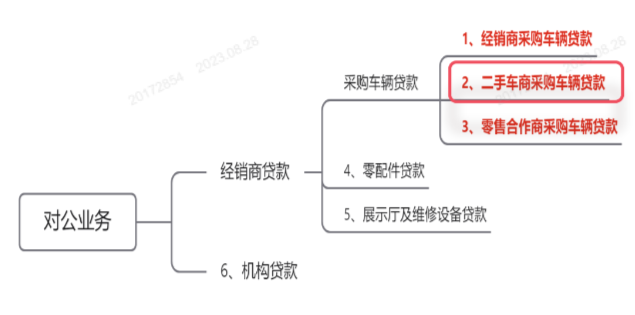 1、经销商采购车辆贷款
20172854 2023.08.28
采购车辆贷款
2、二手车商采购车辆贷款
3、零售合作商采购车辆贷款
经销商贷款
4、零配件贷款
对公业务
5、展示厅及维修设备贷款
6、机构贷款